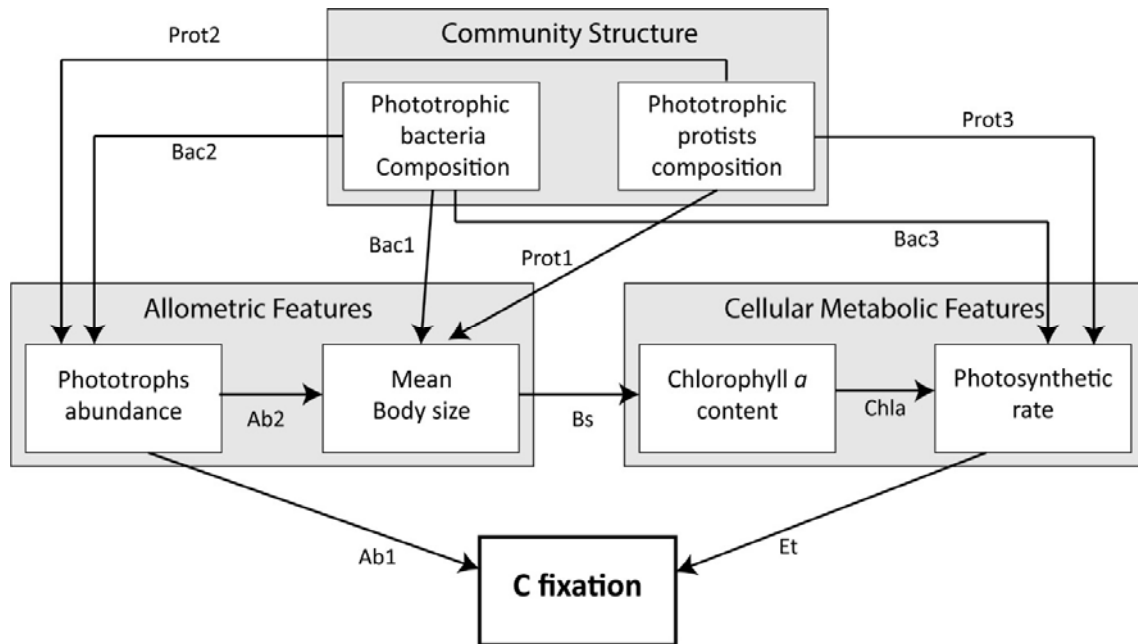 Prot2
Community Structure
Phototrophic
bacteria
Composition
Phototrophic
protists
composition
Prot3
Bac2
Bac1
Prot1
Bac3
Allometric Features
Cellular Metabolic Features
Phototrophs
abundance
Ab2
Mean
Body size
Bs
Chlorophyll a
content
Chla
Photosynthetic
rate
Ab1
Et
C fixation